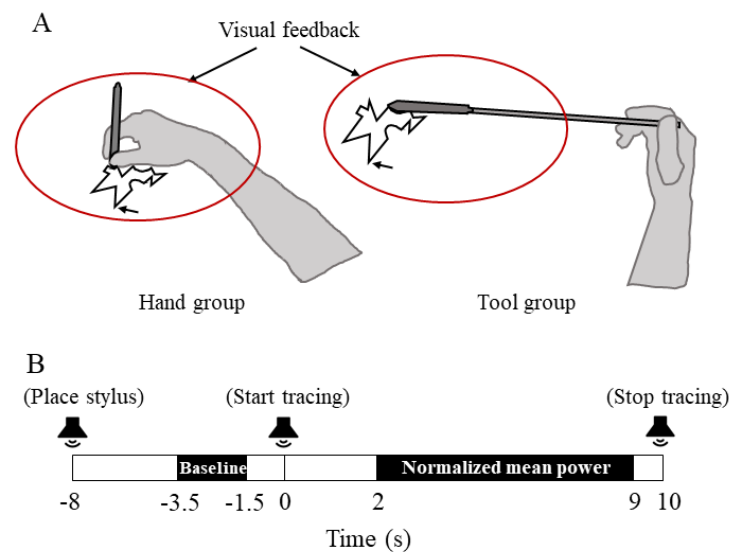 A
Visual feedback
Hand group
Tool group
B
(Place stylus) (Start tracing) (Stop tracing)
Baseline Normalized mean power
-8 -3.5 -1.5 0 2 9 10
Time (s)